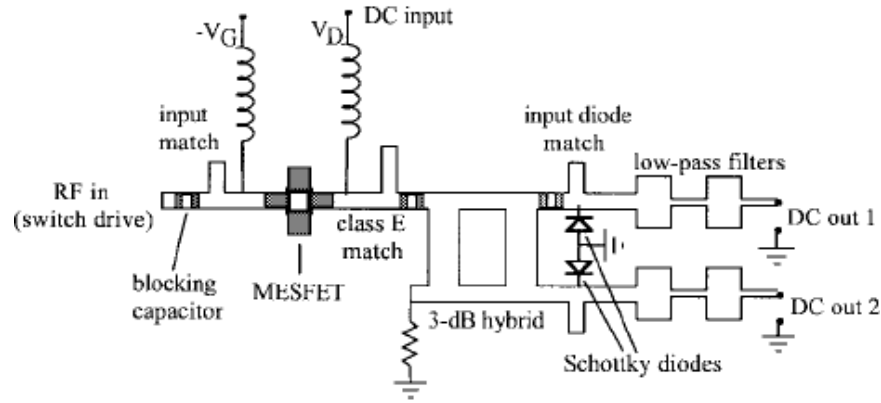 -VG
VD
DC input
input
match
input diode
match
low-pass filters
RF in
(switch drive)
class E
match
DC out 1
blocking
capacitor
MESFET
3-dB hybrid
DC out 2
Schottky diodes